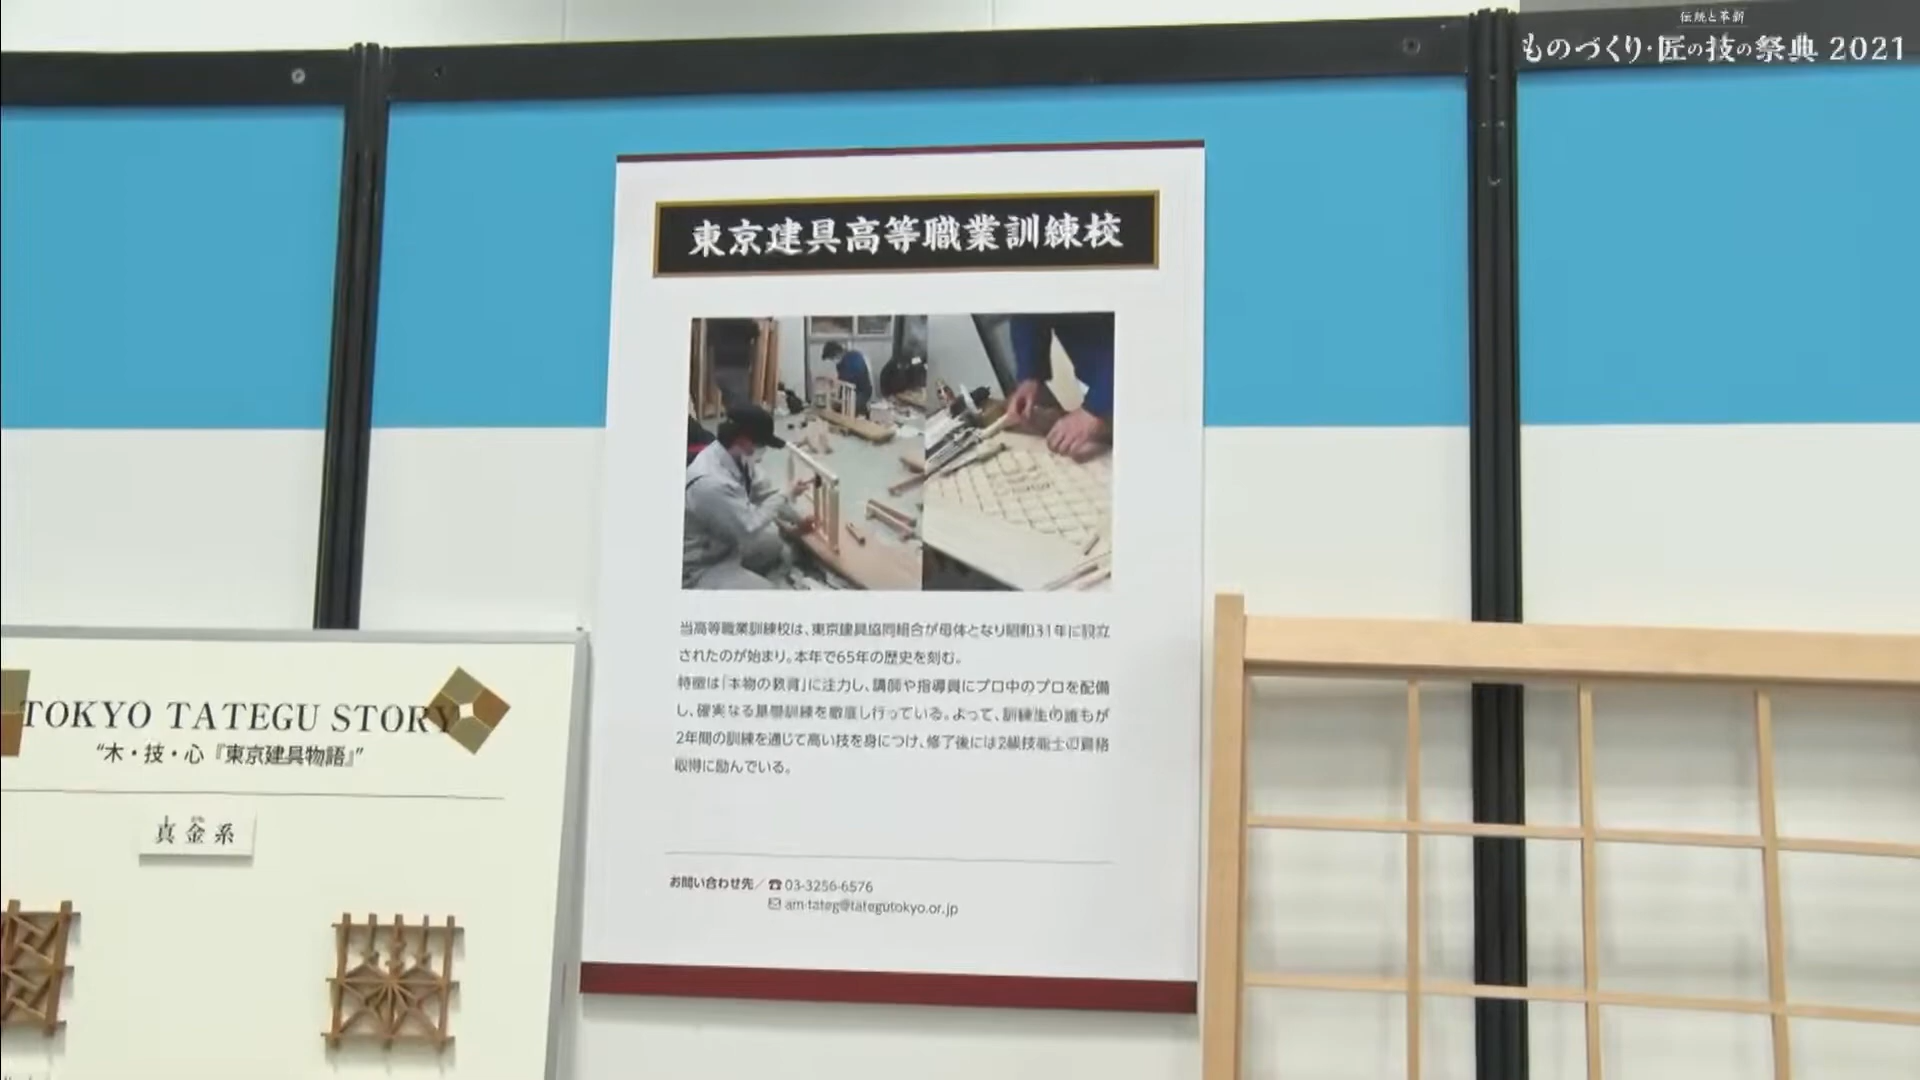 伝統と革新
ものづくり・匠の技の祭典 2021
東京建具高等職業訓練校
当高等職業訓練校は、東京建具協同組合が母体となり昭和31年に設立
されたのが始まり。本年で65年の歴史を刻む。
特徴は「本物の教育」に注力し、講師や指導員にプロ中のプロを配備
し、確実なる基礎訓練を徹底し行っている。よって、訓練生の誰もが
2年間の訓練を通じて高い技を身につけ、修了後には2級技能士の資格
取得に励んでいる。
お問い合わせ先／☎03-3256-6576
am-tateg@tategutokyo.or.jp
TOKYO TATEGU STORY
“木・技・心『東京建具物語』”
真金系